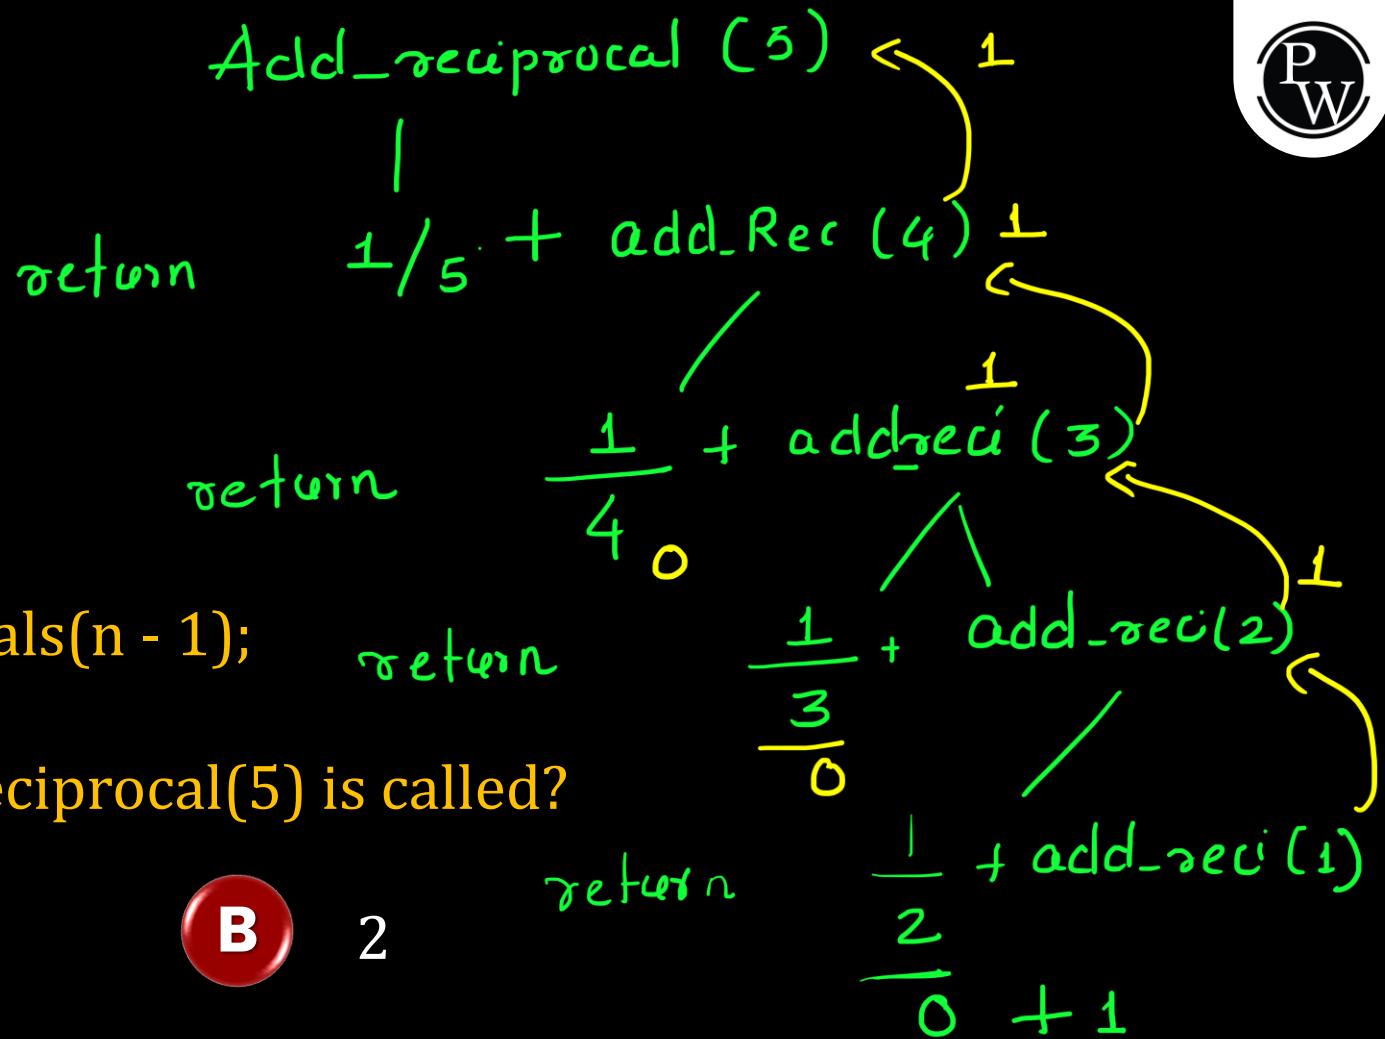 Add_reciprocal (5) 1
PW
return 1/5 + add_Rec (4) 1
1
return 1/4 + add_reci (3)
0
1
als(n - 1);
return 1/3 + add_reci(2)
0
eciprocal(5) is called?
return 1/2 + add_reci(1)
B 2
0 + 1